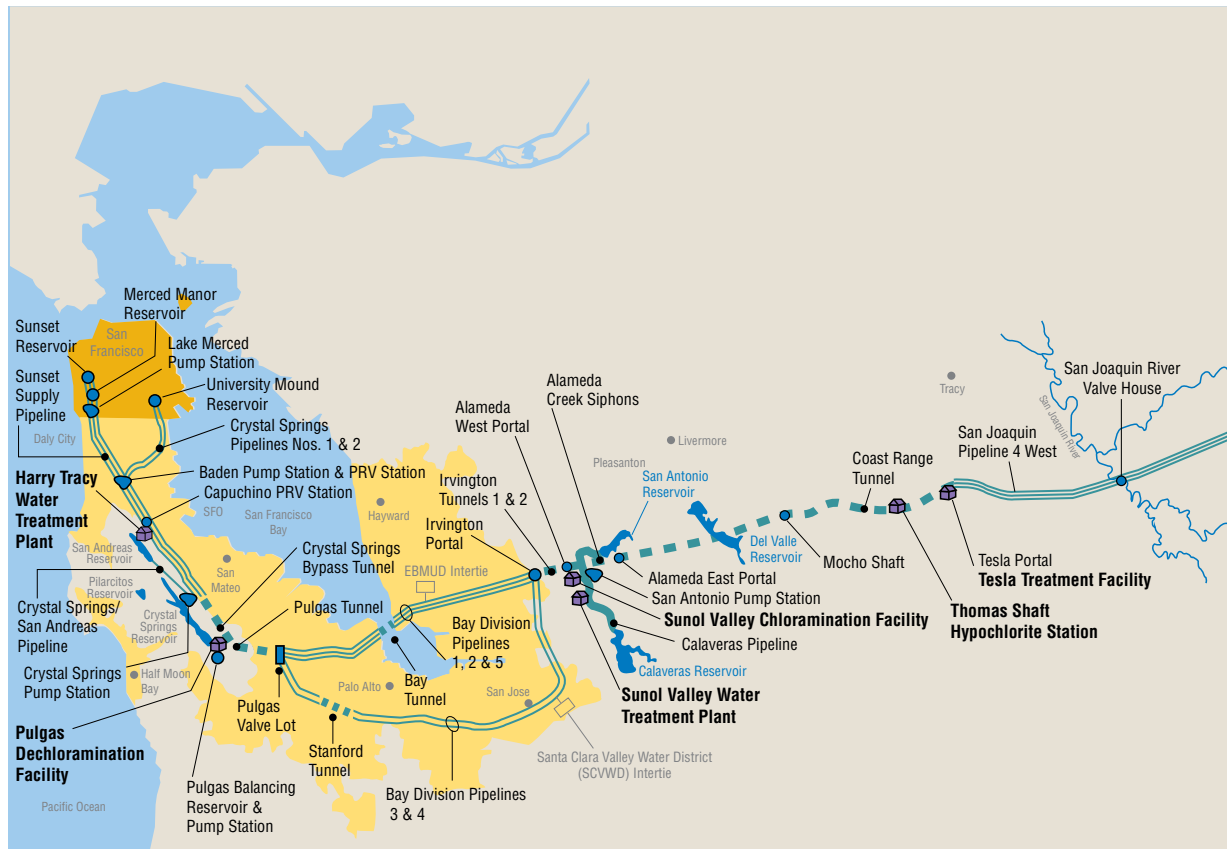 Merced Manor
Reservoir
Sunset
Reservoir
San
Francisco
Lake Merced
Pump Station
Sunset
Supply
Pipeline
University Mound
Reservoir
Daly City
Crystal Springs
Pipelines Nos. 1 & 2
Harry Tracy
Water
Treatment
Plant
Baden Pump Station & PRV Station
Capuchino PRV Station
SFO
San Francisco
Bay
Hayward
San Andreas
Reservoir
Pilarcitos
Reservoir
San
Mateo
Crystal Springs
Bypass Tunnel
EBMUD Intertie
Crystal Springs/
San Andreas
Pipeline
Crystal
Springs
Reservoir
Pulgas Tunnel
Crystal Springs
Pump Station
Half Moon
Bay
Pulgas
Dechloramination
Facility
Pacific Ocean
Pulgas Balancing
Reservoir &
Pump Station
Pulgas
Valve Lot
Stanford
Tunnel
Palo Alto
Bay
Tunnel
Bay Division
Pipelines
1, 2 & 5
San Jose
Bay Division Pipelines
3 & 4
Santa Clara Valley Water District
(SCVWD) Intertie
Irvington
Tunnels 1 & 2
Irvington
Portal
Alameda
West Portal
Alameda
Creek Siphons
Livermore
Pleasanton
San Antonio
Reservoir
Del Valle
Reservoir
Alameda East Portal
San Antonio Pump Station
Sunol Valley Chloramination Facility
Calaveras Pipeline
Calaveras Reservoir
Sunol Valley Water
Treatment Plant
Mocho Shaft
Coast Range
Tunnel
Thomas Shaft
Hypochlorite Station
Tracy
Tesla Portal
Tesla Treatment Facility
San Joaquin
Pipeline 4 West
San Joaquin River
Valve House
San Joaquin River